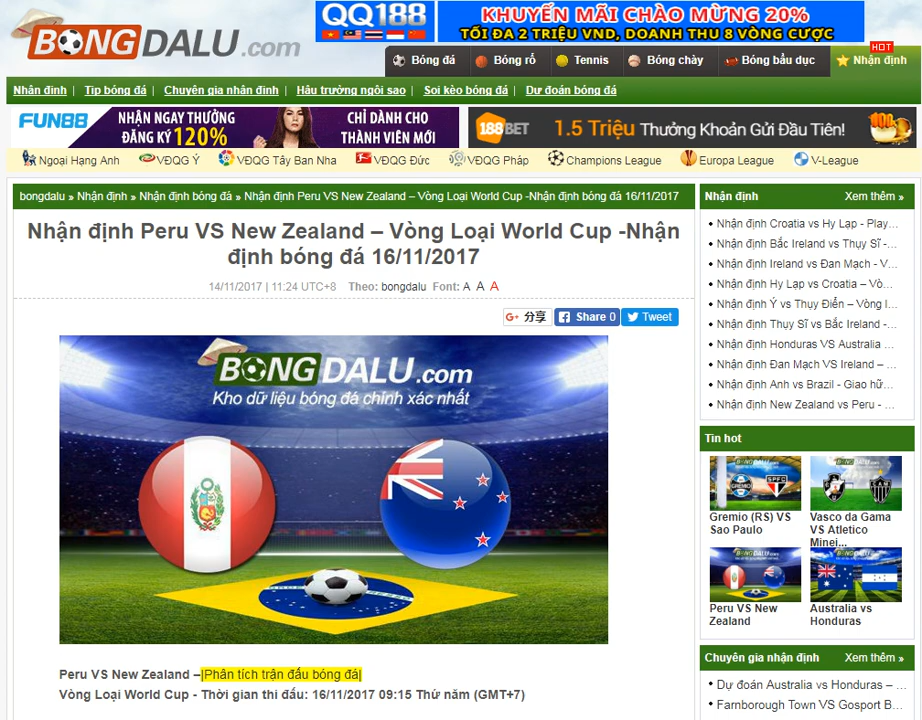 BONGDALU.com
QQ188
KHUYẾN MÃI CHÀO MỪNG 20%
TỐI ĐA 2 TRIỆU VND, DOANH THU 8 VÒNG CƯỢC
HOT
Bóng đá Bóng rổ Tennis Bóng chày Bóng bầu dục Nhận định
Nhận định | Tip bóng đá | Chuyên gia nhận định | Hậu trường ngôi sao | Soi kèo bóng đá | Dự đoán bóng đá
FUN88 NHẬN NGAY THƯỞNG CHỈ DÀNH CHO
ĐĂNG KÝ 120% THÀNH VIÊN MỚI
188BET 1.5 Triệu Thưởng Khoản Gửi Đầu Tiên!
Ngoại Hạng Anh VĐQG Ý VĐQG Tây Ban Nha VĐQG Đức VĐQG Pháp Champions League Europa League V-League
bongdalu » Nhận định » Nhận định bóng đá » Nhận định Peru VS New Zealand – Vòng Loại World Cup -Nhận định bóng đá 16/11/2017
Nhận định Peru VS New Zealand – Vòng Loại World Cup -Nhận
định bóng đá 16/11/2017
14/11/2017 | 11:24 UTC+8 Theo: bongdalu Font: A A A
G+ 分享 Share 0 Tweet
BONGDALU.com
Kho dữ liệu bóng đá chính xác nhất
Peru VS New Zealand –|Phân tích trận đấu bóng đá|
Vòng Loại World Cup - Thời gian thi đấu: 16/11/2017 09:15 Thứ năm (GMT+7)
Nhận định Xem thêm »
Nhận định Croatia vs Hy Lạp - Play...
Nhận định Bắc Ireland vs Thụy Sĩ -...
Nhận định Ireland vs Đan Mạch - V...
Nhận định Hy Lạp vs Croatia – Vò...
Nhận định Ý vs Thụy Điển – Vòng l...
Nhận định Thụy Sĩ vs Bắc Ireland -...
Nhận định Honduras VS Australia ...
Nhận định Đan Mạch VS Ireland – ...
Nhận định Anh vs Brazil - Giao hữ...
Nhận định New Zealand vs Peru - ...
Tin hot
Gremio (RS) VS
Sao Paulo
Vasco da Gama
VS Atletico
Minei...
Peru VS New
Zealand
Australia vs
Honduras
Chuyên gia nhận định Xem thêm »
Dự đoán Australia vs Honduras – ...
Farnborough Town VS Gosport B...